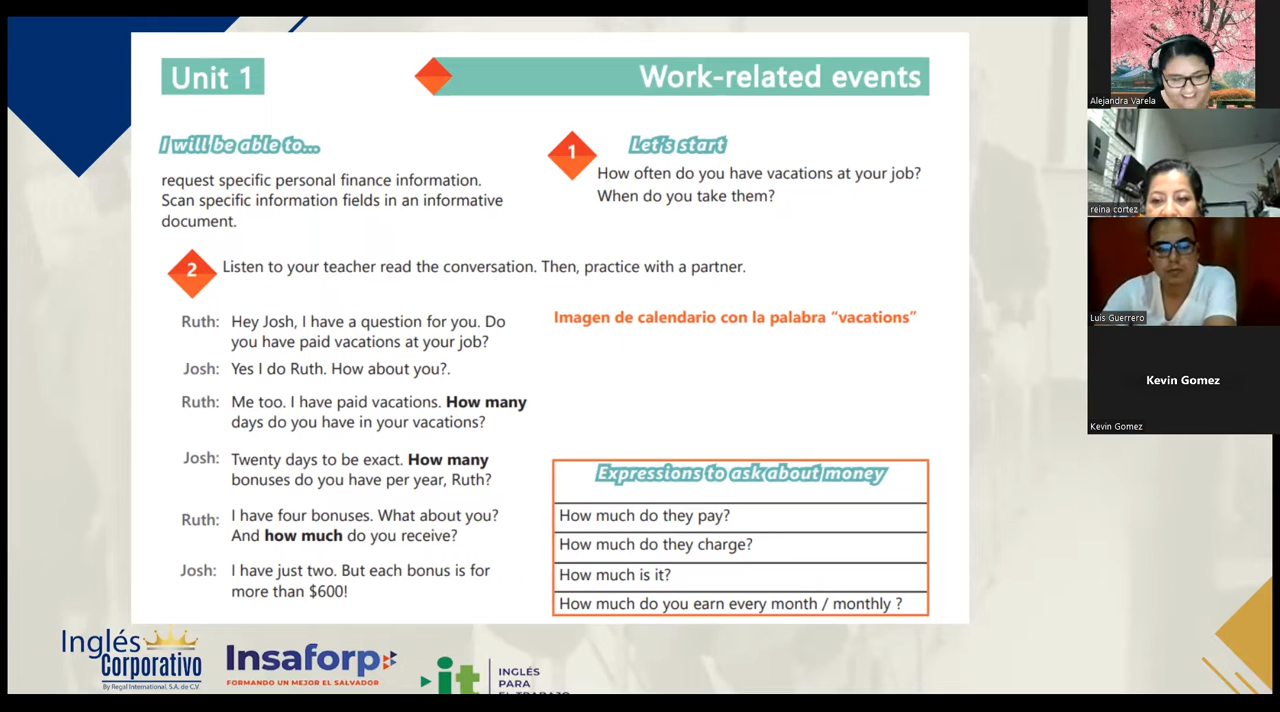 Unit 1
Work-related events
I will be able to...
request specific personal finance information.
Scan specific information fields in an informative
document.
1
Let's start
How often do you have vacations at your job?
When do you take them?
2
Listen to your teacher read the conversation. Then, practice with a partner.
Ruth: Hey Josh, I have a question for you. Do
you have paid vacations at your job?
Josh: Yes I do Ruth. How about you?.
Ruth: Me too. I have paid vacations. How many
days do you have in your vacations?
Josh: Twenty days to be exact. How many
bonuses do you have per year, Ruth?
Ruth: I have four bonuses. What about you?
And how much do you receive?
Josh: I have just two. But each bonus is for
more than $600!
Imagen de calendario con la palabra “vacations”
Expressions to ask about money
How much do they pay?
How much do they charge?
How much is it?
How much do you earn every month / monthly ?
Inglés
Corporativo
By Regal International, S.A. de C.V.
Insaforp
FORMANDO UN MEJOR EL SALVADOR
it
INGLÉS
PARA
EL TRABAJO
Alejandra Varela
reina cortez
Luis Guerrero
Kevin Gomez
Kevin Gomez